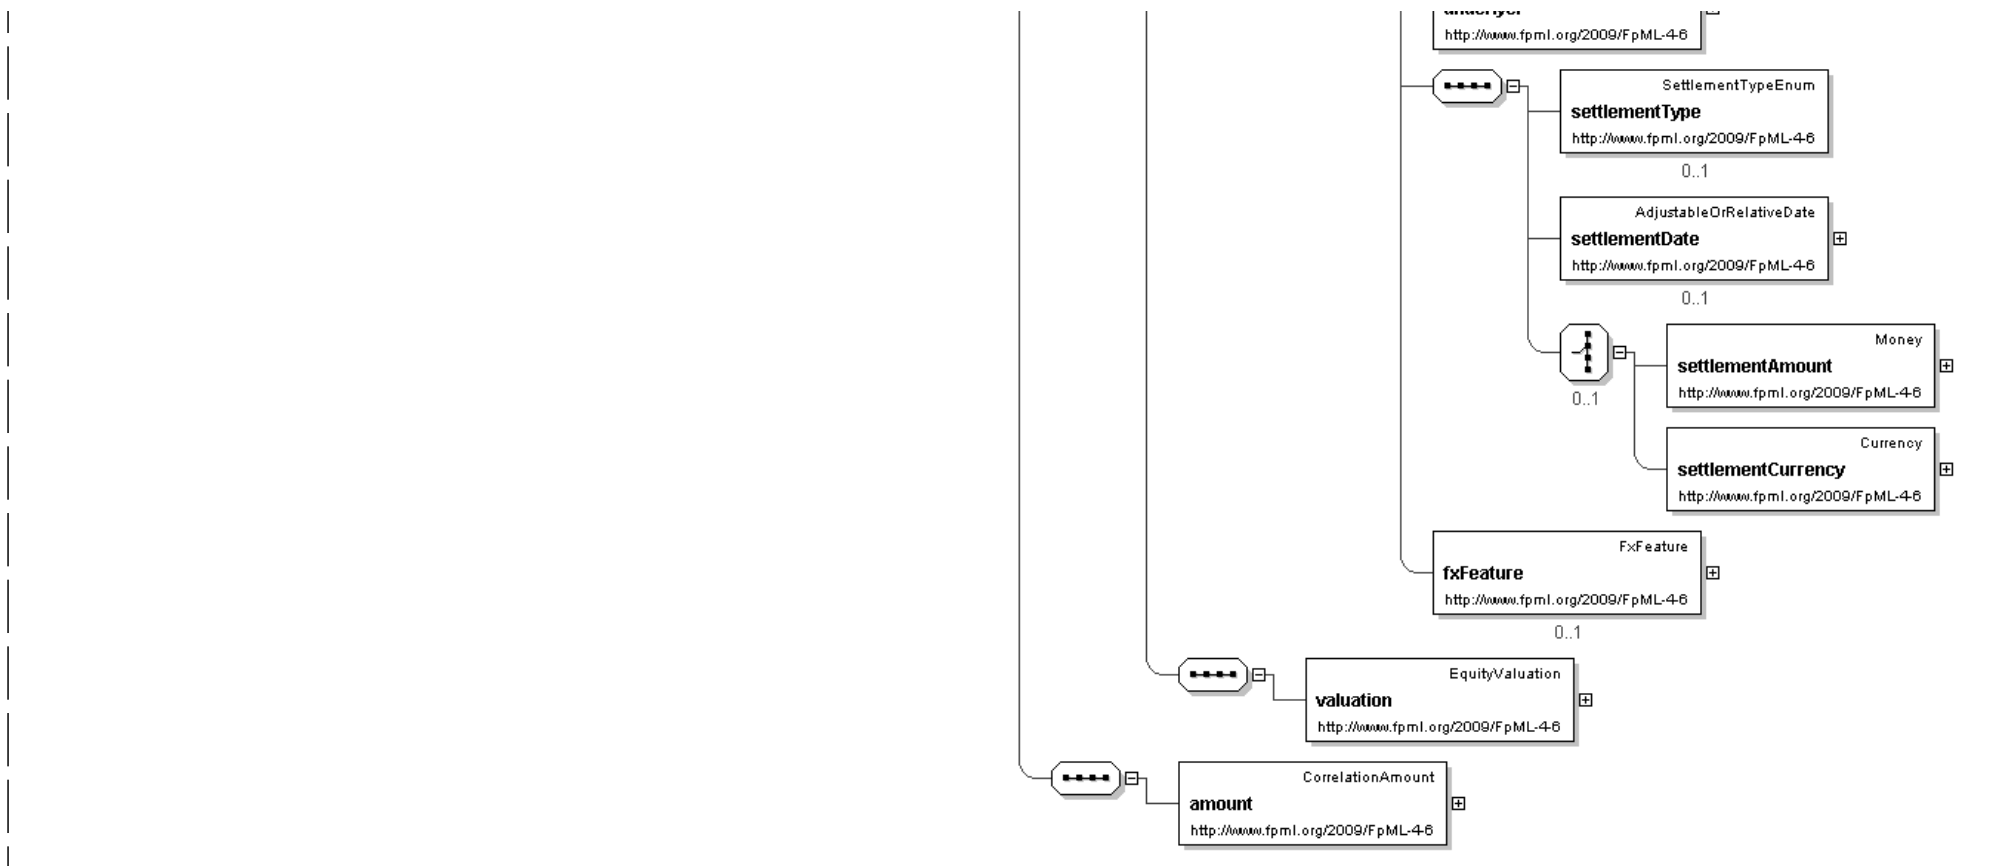 http://www.fpml.org/2009/FpML-4-6
SettlementTypeEnum
settlementType
http://www.fpml.org/2009/FpML-4-6
0..1
AdjustableOrRelativeDate
settlementDate
http://www.fpml.org/2009/FpML-4-6
0..1
Money
settlementAmount
http://www.fpml.org/2009/FpML-4-6
0..1
Currency
settlementCurrency
http://www.fpml.org/2009/FpML-4-6
FxFeature
fxFeature
http://www.fpml.org/2009/FpML-4-6
0..1
EquityValuation
valuation
http://www.fpml.org/2009/FpML-4-6
CorrelationAmount
amount
http://www.fpml.org/2009/FpML-4-6